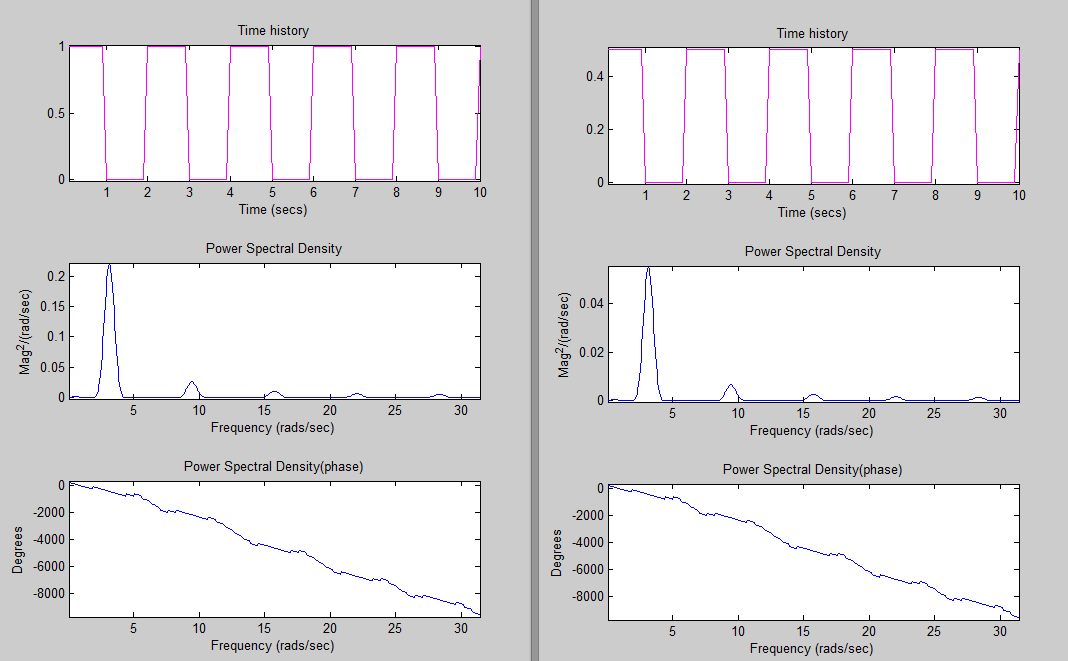 Time history
1
0.5
0
1 2 3 4 5 6 7 8 9 10
Time (secs)
Power Spectral Density
Mag2/(rad/sec)
0.2
0.15
0.1
0.05
0
5 10 15 20 25 30
Frequency (rads/sec)
Power Spectral Density(phase)
Degrees
0
-2000
-4000
-6000
-8000
5 10 15 20 25 30
Frequency (rads/sec)
Time history
0.4
0.2
0
1 2 3 4 5 6 7 8 9 10
Time (secs)
Power Spectral Density
Mag2/(rad/sec)
0.04
0.02
0
5 10 15 20 25 30
Frequency (rads/sec)
Power Spectral Density(phase)
Degrees
0
-2000
-4000
-6000
-8000
5 10 15 20 25 30
Frequency (rads/sec)